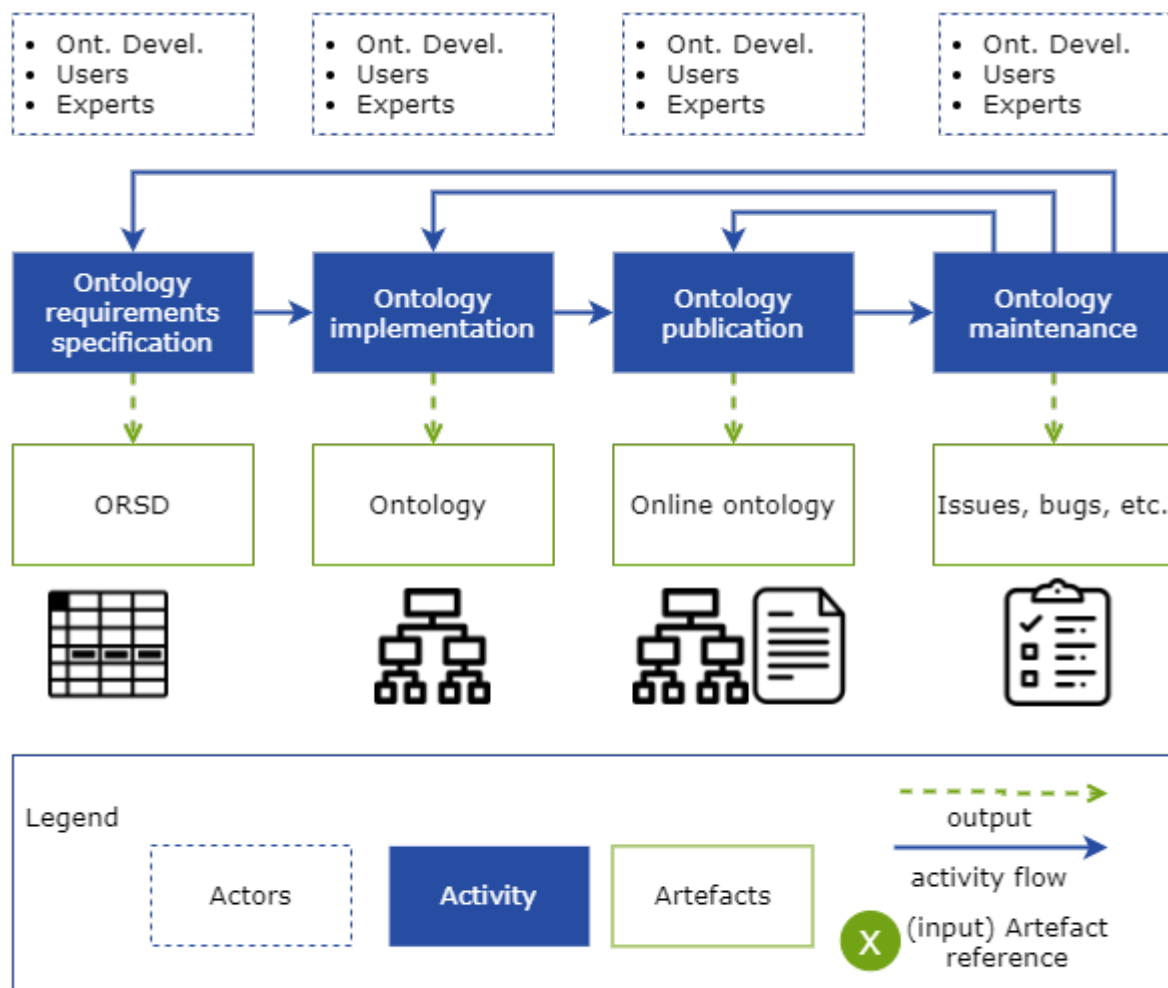 • Ont. Devel.
• Users
• Experts
• Ont. Devel.
• Users
• Experts
• Ont. Devel.
• Users
• Experts
• Ont. Devel.
• Users
• Experts
Ontology
requirements
specification
Ontology
implementation
Ontology
publication
Ontology
maintenance
ORSD
Ontology
Online ontology
Issues, bugs, etc.
Legend
Actors
Activity
Artefacts
output
activity flow
X
(input) Artefact
reference